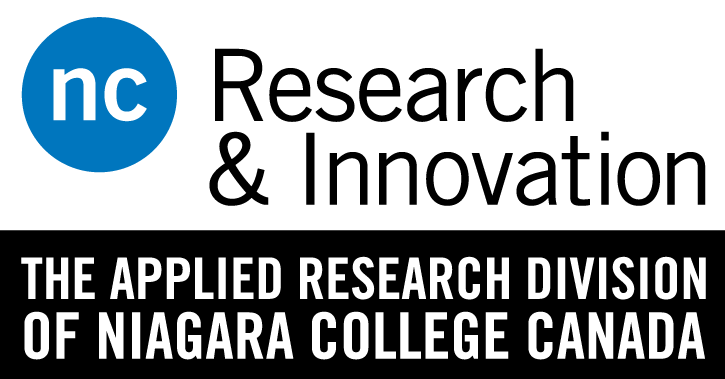 nc
Research
& Innovation
THE APPLIED RESEARCH DIVISION
OF NIAGARA COLLEGE CANADA